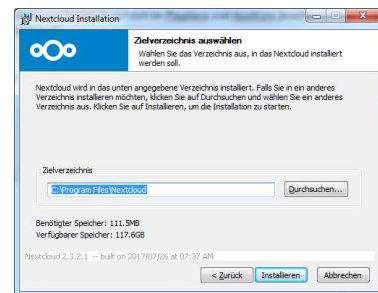 Nextcloud Installation
Zielverzeichnis auswählen
Wählen Sie das Verzeichnis aus, in das Nextcloud installiert
werden soll.
Nextcloud wird in das unten angegebene Verzeichnis installiert. Falls Sie in ein anderes
Verzeichnis installieren möchten, klicken Sie auf Durchsuchen und wählen Sie ein anderes
Verzeichnis aus. Klicken Sie auf Installieren, um die Installation zu starten.
Zielverzeichnis
C:\Program Files\Nextcloud
Durchsuchen...
Benötigter Speicher: 111.5MB
Verfügbarer Speicher: 117.6GB
Nextcloud 2.3.2.1 -- built on 2017/07/26 at 07:37 AM
< Zurück Installieren Abbrechen